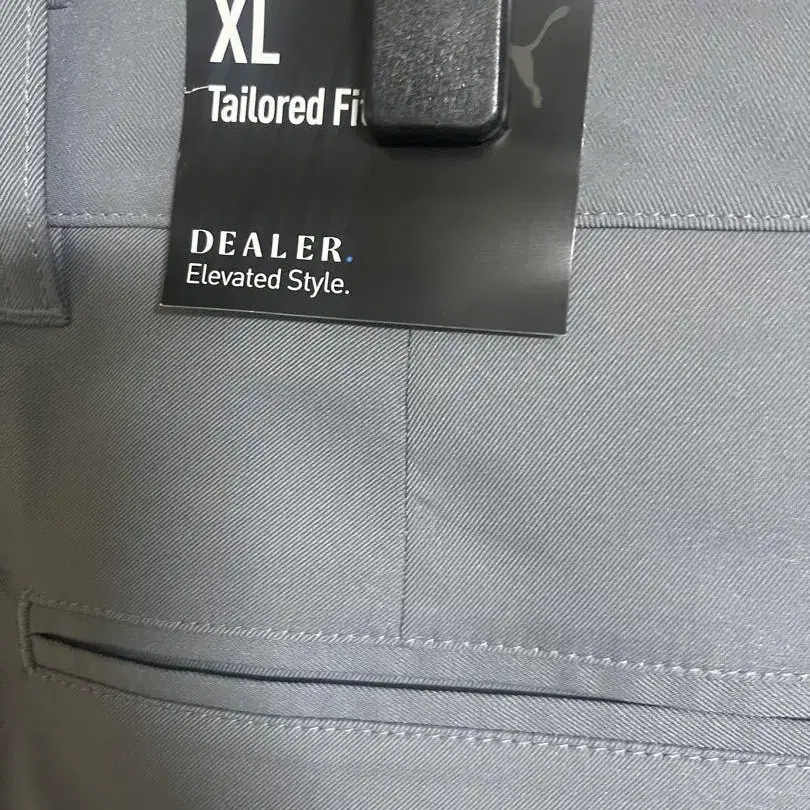 XL
Tailored Fit
DEALER.
Elevated Style.